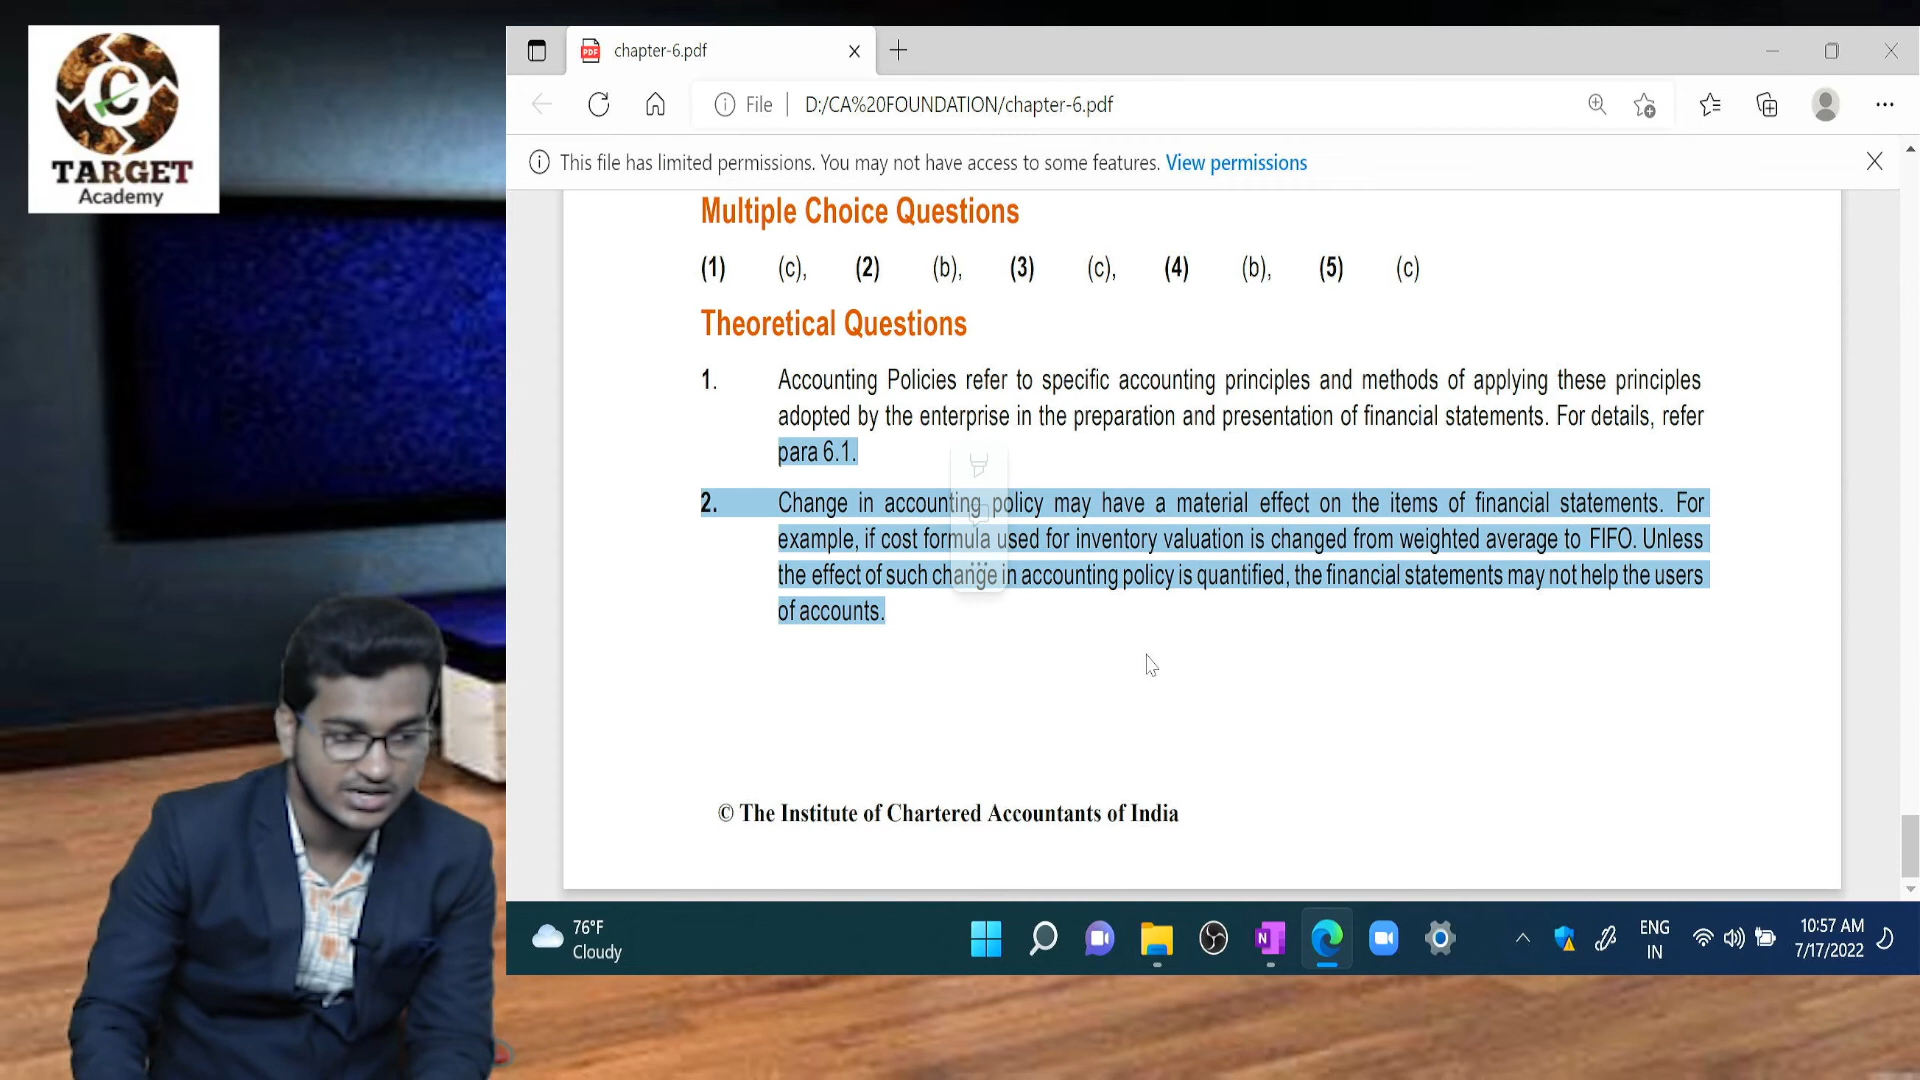 C
TARGET
Academy
chapter-6.pdf
File
D:/CA%20FOUNDATION/chapter-6.pdf
This file has limited permissions. You may not have access to some features. View permissions
Multiple Choice Questions
(1) (c), (2) (b), (3) (c), (4) (b), (5) (c)
Theoretical Questions
1. Accounting Policies refer to specific accounting principles and methods of applying these principles
adopted by the enterprise in the preparation and presentation of financial statements. For details, refer
para 6.1.
2. Change in accounting policy may have a material effect on the items of financial statements. For
example, if cost formula used for inventory valuation is changed from weighted average to FIFO. Unless
the effect of such change in accounting policy is quantified, the financial statements may not help the users
of accounts.
© The Institute of Chartered Accountants of India
76°F
Cloudy
N
ENG
IN
10:57 AM
7/17/2022